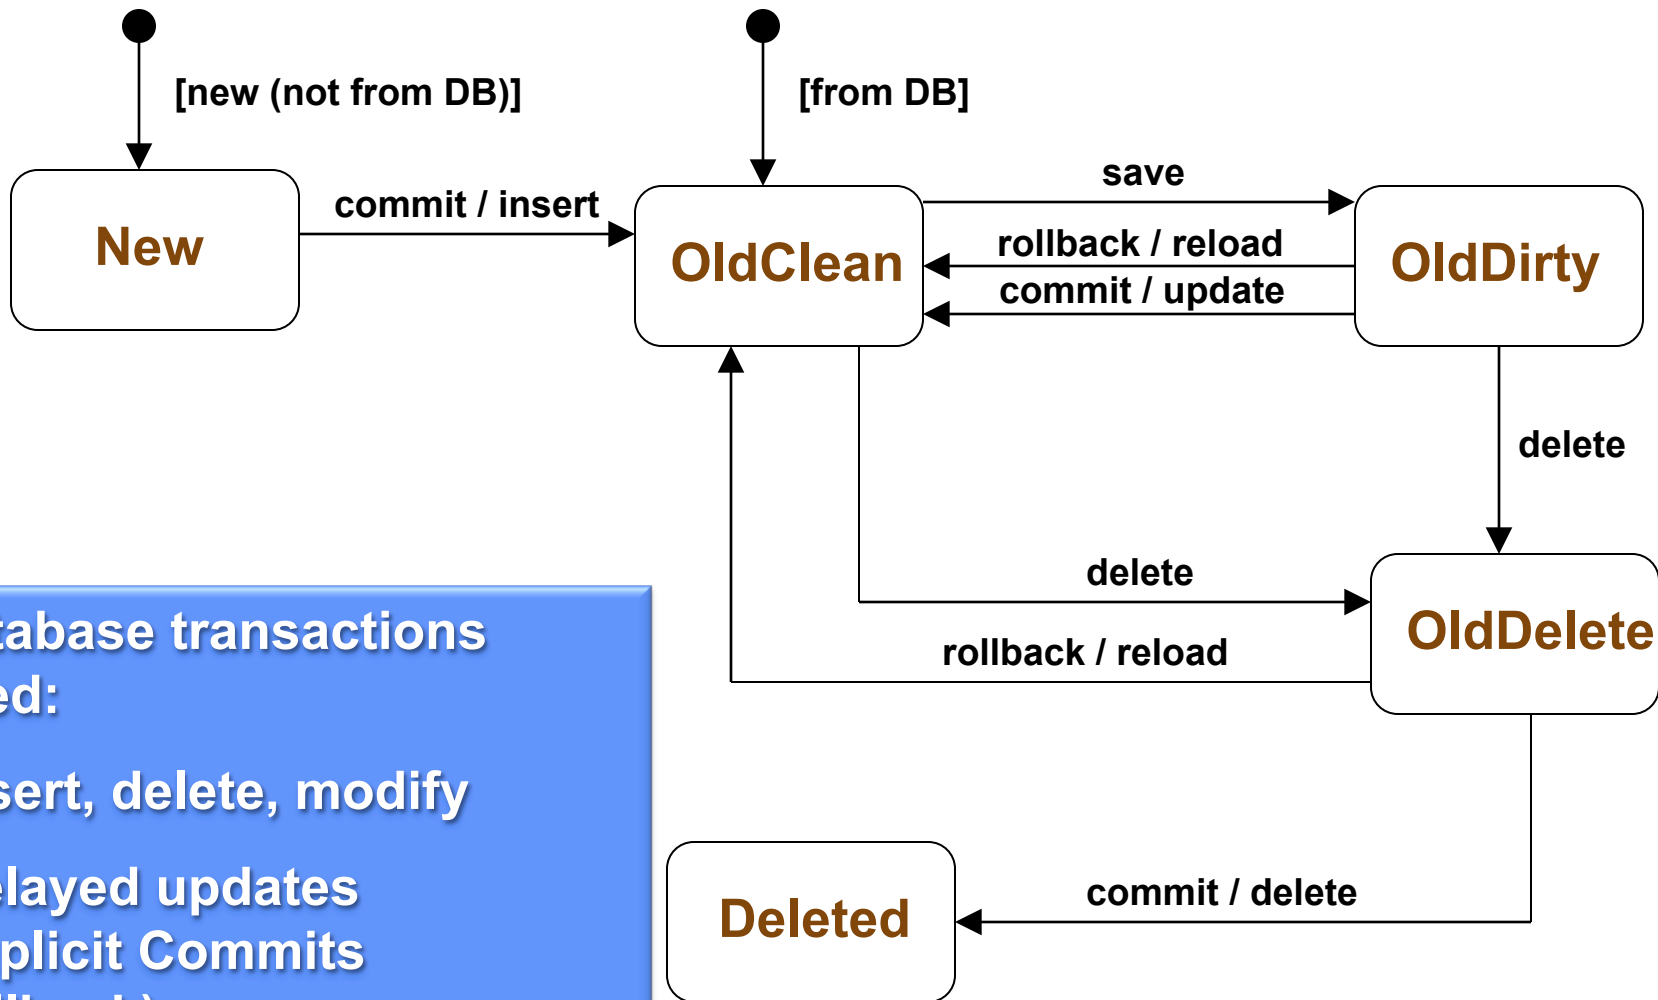 [new (not from DB)]
[from DB]
New
commit / insert
OldClean
save
rollback / reload
commit / update
OldDirty
delete
delete
rollback / reload
OldDelete
tabase transactions
ed:
sert, delete, modify
elayed updates
plicit Commits
Deleted
commit / delete